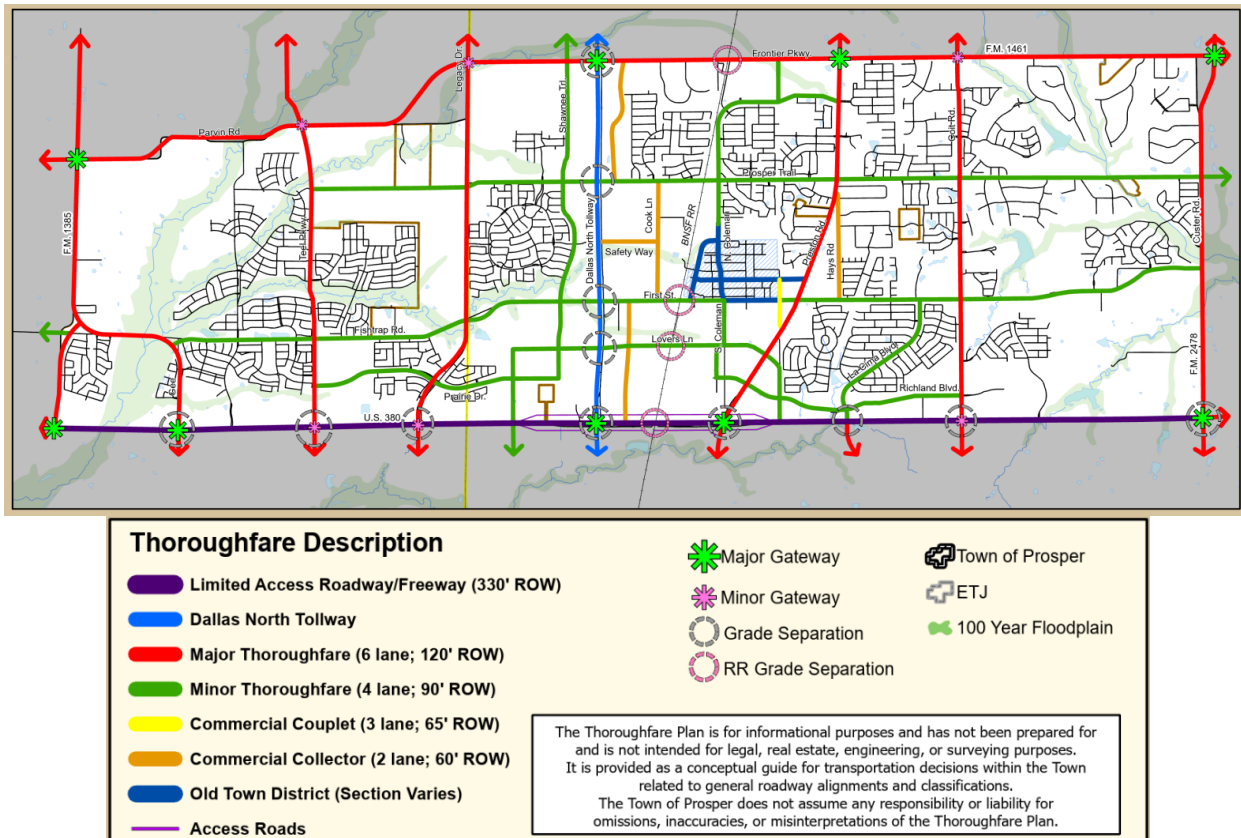 Frontier Pkwy.
F.M. 1461
Legacy Dr.
Shawnee Trl
Parvin Rd
Coit Rd.
Prosper Trail
F.M. 1385
Teel Pkwy
Dallas North Tollway
Cook Ln
BNSF RR
N. Coleman
Preston Rd.
Hays Rd
Custer Rd.
Safety Way
First St.
Fishtrap Rd.
Lovers Ln
S. Coleman
La Cima Blvd.
F.M. 2478
Gee
Prairie Dr.
Richland Blvd.
U.S. 380
Thoroughfare Description
Limited Access Roadway/Freeway (330' ROW)
Dallas North Tollway
Major Thoroughfare (6 lane; 120' ROW)
Minor Thoroughfare (4 lane; 90' ROW)
Commercial Couplet (3 lane; 65' ROW)
Commercial Collector (2 lane; 60' ROW)
Old Town District (Section Varies)
Access Roads
Major Gateway
Minor Gateway
Grade Separation
RR Grade Separation
Town of Prosper
ETJ
100 Year Floodplain
The Thoroughfare Plan is for informational purposes and has not been prepared for
and is not intended for legal, real estate, engineering, or surveying purposes.
It is provided as a conceptual guide for transportation decisions within the Town
related to general roadway alignments and classifications.
The Town of Prosper does not assume any responsibility or liability for
omissions, inaccuracies, or misinterpretations of the Thoroughfare Plan.